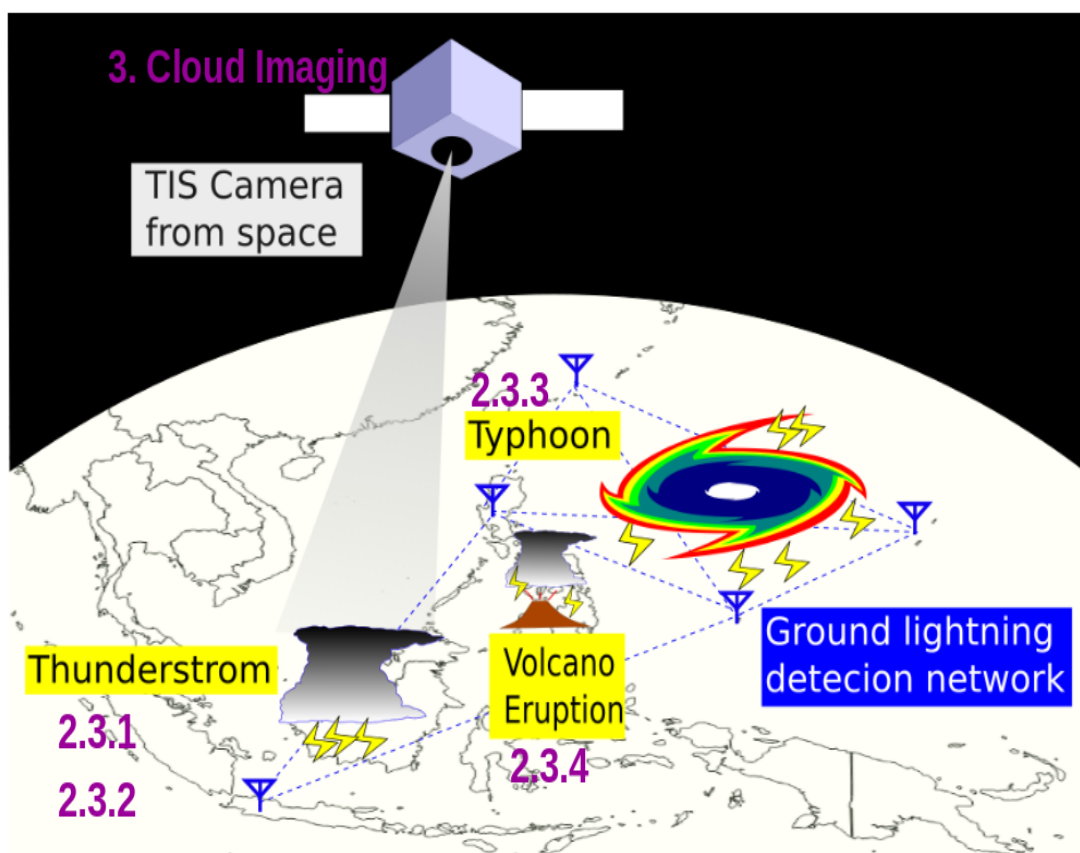 3. Cloud Imaging
TIS Camera
from space
2.3.3
Typhoon
Ground lightning
detecion network
Volcano
Eruption
2.3.4
Thunderstrom
2.3.1
2.3.2